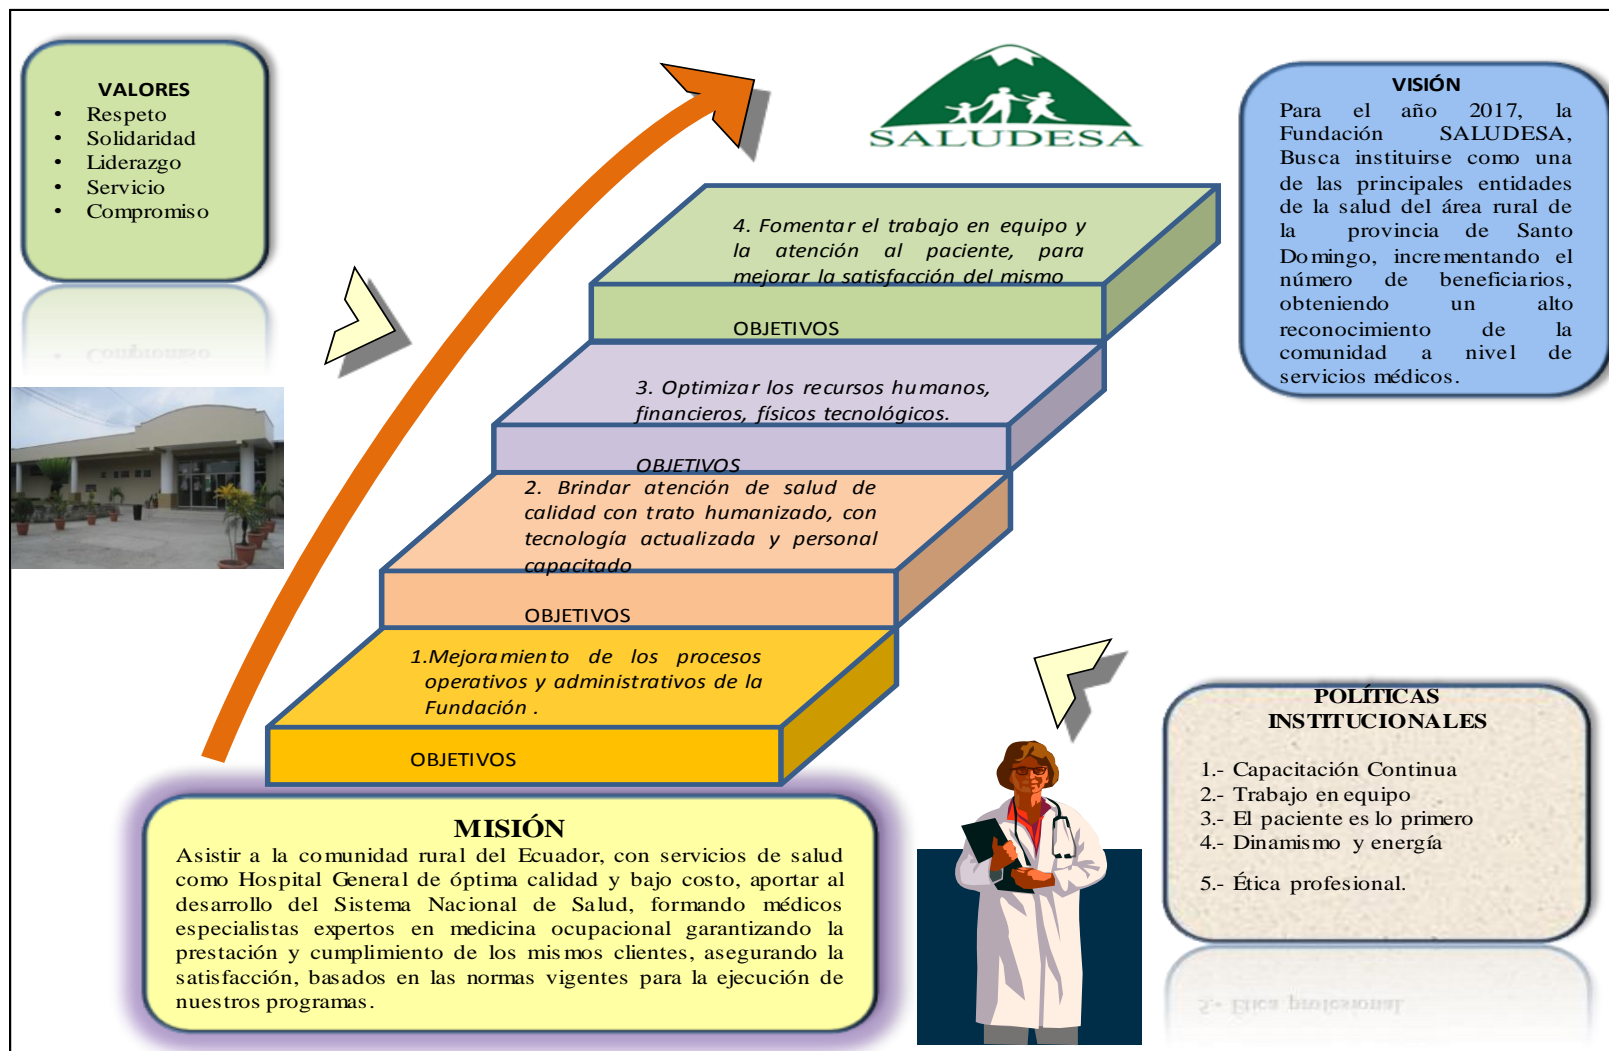 VALORES
• Respeto
• Solidaridad
• Liderazgo
• Servicio
• Compromiso
SALUDESA
VISIÓN
Para el año 2017, la
Fundación SALUDESA,
Busca instituirse como una
de las principales entidades
de la salud del área rural de
la provincia de Santo
Domingo, incrementando el
número de beneficiarios,
obteniendo un alto
reconocimiento de la
comunidad a nivel de
servicios médicos.
4. Fomentar el trabajo en equipo y
la atención al paciente, para
mejorar la satisfacción del mismo
OBJETIVOS
3. Optimizar los recursos humanos,
financieros, físicos tecnológicos.
OBJETIVOS
2. Brindar atención de salud de
calidad con trato humanizado, con
tecnología actualizada y personal
capacitado
OBJETIVOS
1.Mejoramiento de los procesos
operativos y administrativos de la
Fundación .
OBJETIVOS
MISIÓN
Asistir a la comunidad rural del Ecuador, con servicios de salud
como Hospital General de óptima calidad y bajo costo, aportar al
desarrollo del Sistema Nacional de Salud, formando médicos
especialistas expertos en medicina ocupacional garantizando la
prestación y cumplimiento de los mismos clientes, asegurando la
satisfacción, basados en las normas vigentes para la ejecución de
nuestros programas.
POLÍTICAS
INSTITUCIONALES
1.- Capacitación Continua
2.- Trabajo en equipo
3.- El paciente es lo primero
4.- Dinamismo y energía
5.- Ética profesional.